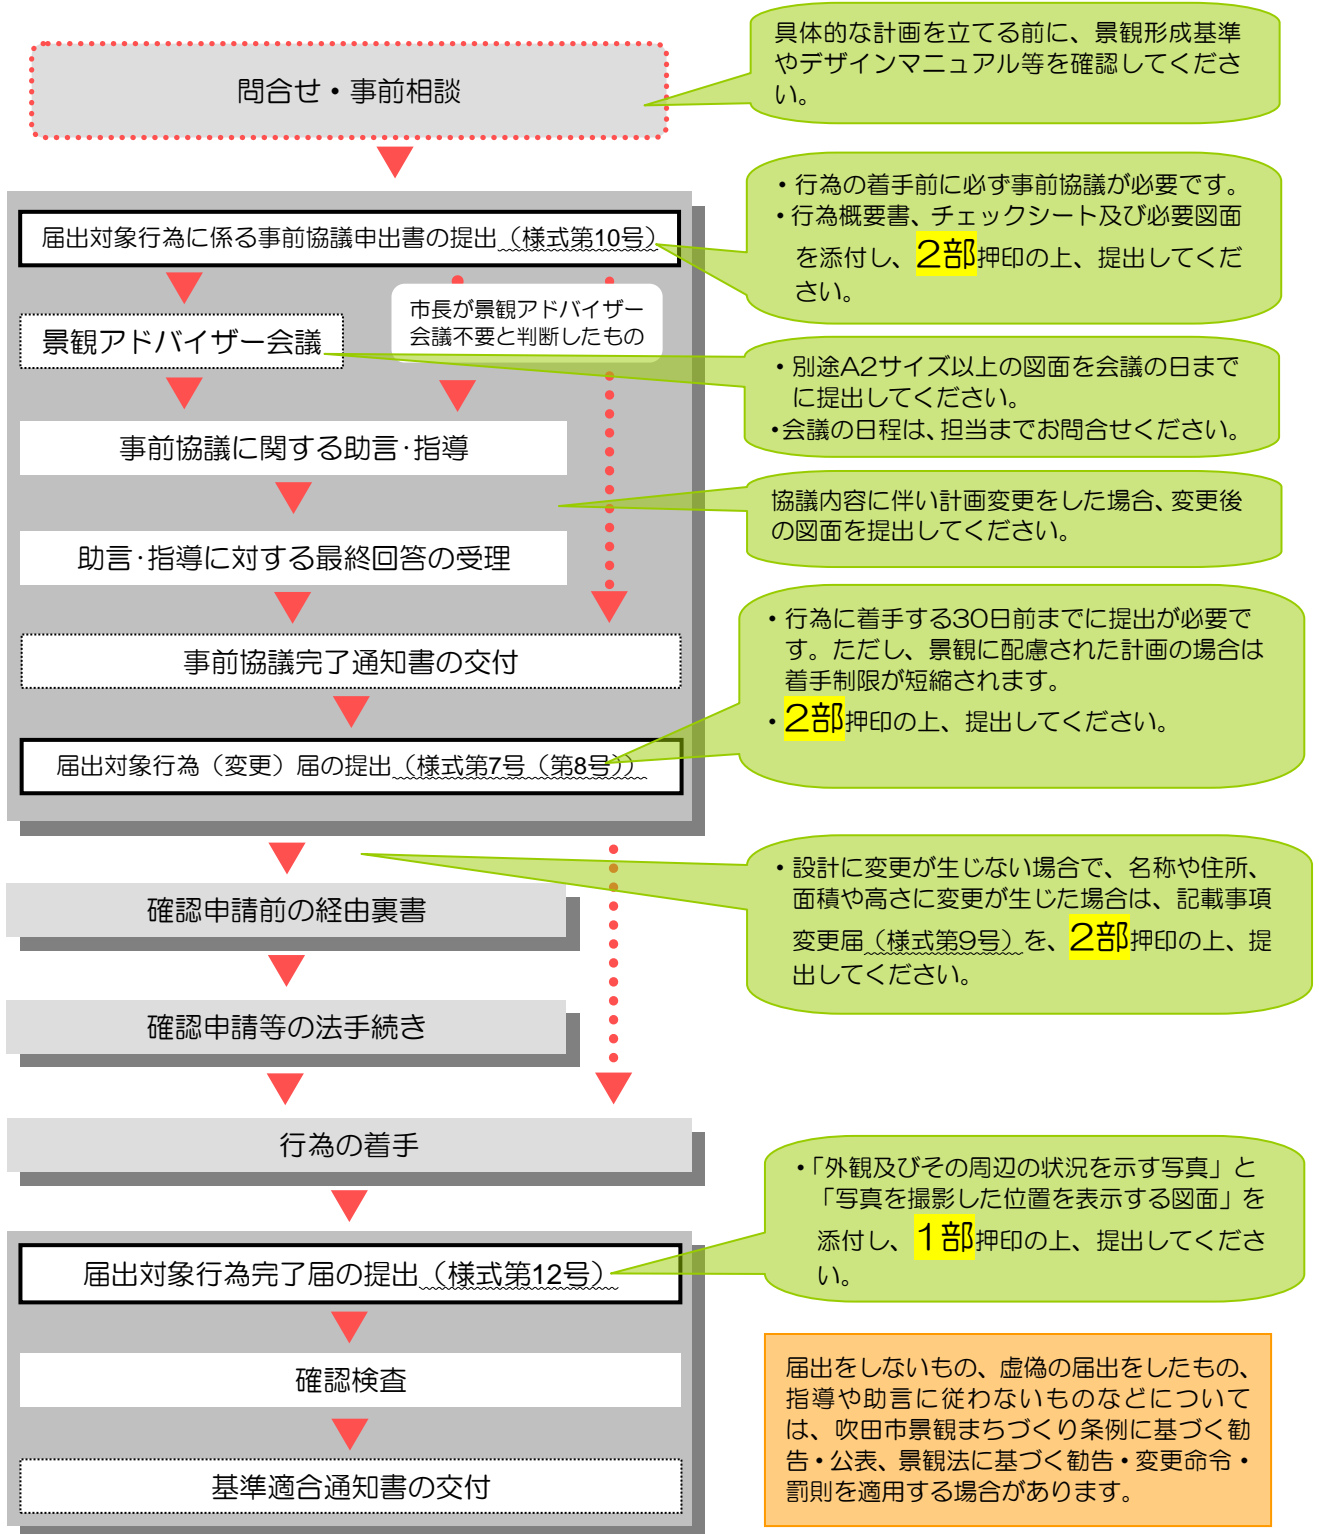 問合せ・事前相談
具体的な計画を立てる前に、景観形成基準
やデザインマニュアル等を確認してくださ
い。
届出対象行為に係る事前協議申出書の提出（様式第10号）
・行為の着手前に必ず事前協議が必要です。
・行為概要書、チェックシート及び必要図面
を添付し、2部押印の上、提出してくだ
さい。
市長が景観アドバイザー
会議不要と判断したもの
景観アドバイザー会議
・別途A2サイズ以上の図面を会議の日まで
に提出してください。
・会議の日程は、担当までお問合せください。
事前協議に関する助言・指導
協議内容に伴い計画変更をした場合、変更後
の図面を提出してください。
助言・指導に対する最終回答の受理
事前協議完了通知書の交付
・行為に着手する30日前までに提出が必要で
す。ただし、景観に配慮された計画の場合は
着手制限が短縮されます。
・2部押印の上、提出してください。
届出対象行為（変更）届の提出（様式第7号（第8号））
・設計に変更が生じない場合で、名称や住所、
面積や高さに変更が生じた場合は、記載事項
変更届（様式第9号）を、2部押印の上、提
出してください。
確認申請前の経由裏書
確認申請等の法手続き
行為の着手
・「外観及びその周辺の状況を示す写真」と
「写真を撮影した位置を表示する図面」を
添付し、1部押印の上、提出してくださ
い。
届出対象行為完了届の提出（様式第12号）
確認検査
基準適合通知書の交付
届出をしないもの、虚偽の届出をしたもの、
指導や助言に従わないものなどについて
は、吹田市景観まちづくり条例に基づく勧
告・公表、景観法に基づく勧告・変更命令・
罰則を適用する場合があります。